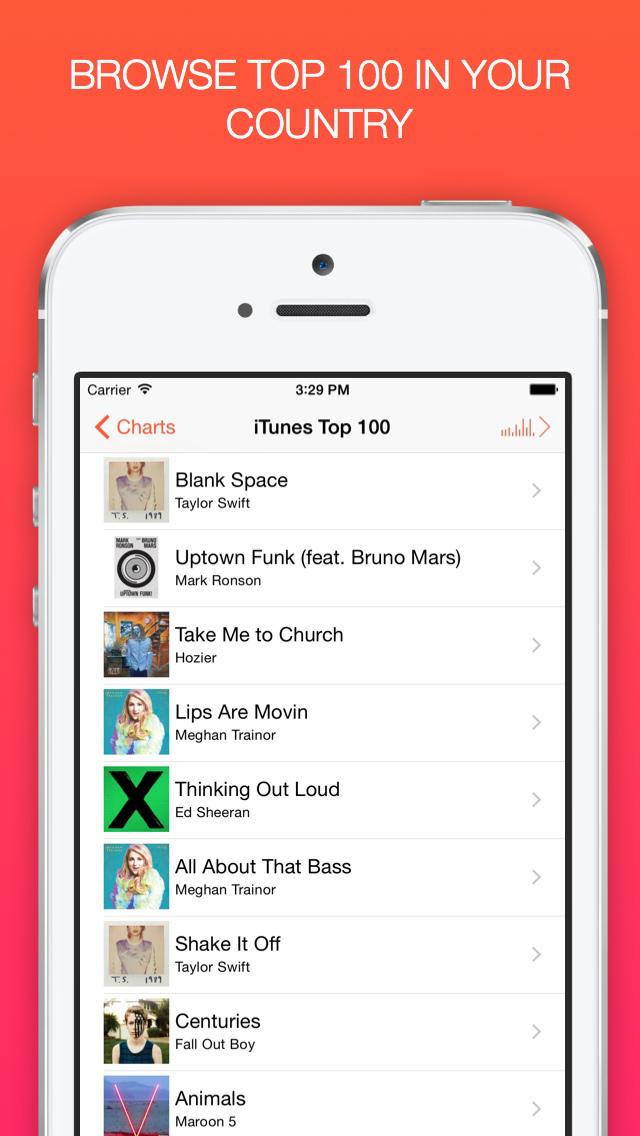 BROWSE TOP 100 IN YOUR
COUNTRY
Carrier 3:29 PM
Charts iTunes Top 100
Blank Space
Taylor Swift
T. S. 1989
Uptown Funk (feat. Bruno Mars)
Mark Ronson
MARK RONSON BRUNO MARS
UPTOWN FUNK!
Take Me to Church
Hozier
Lips Are Movin
Meghan Trainor
Thinking Out Loud
Ed Sheeran
X
All About That Bass
Meghan Trainor
Shake It Off
Taylor Swift
T. S. 1989
Centuries
Fall Out Boy
Animals
Maroon 5
V